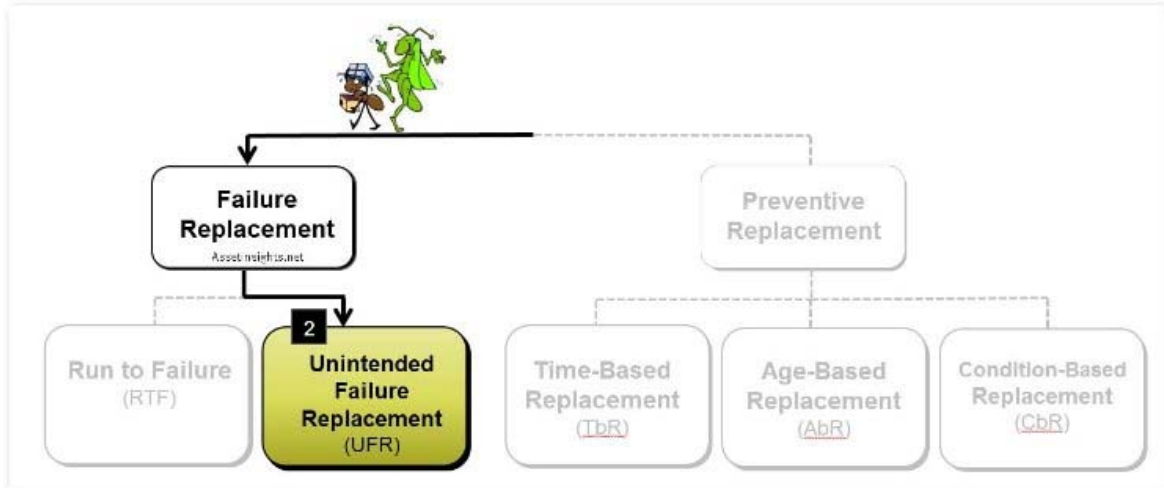 Failure
Replacement
AssetInsights.net
Preventive
Replacement
Run to Failure
(RTF)
2
Unintended
Failure
Replacement
(UFR)
Time-Based
Replacement
(TbR)
Age-Based
Replacement
(AbR)
Condition-Based
Replacement
(CbR)